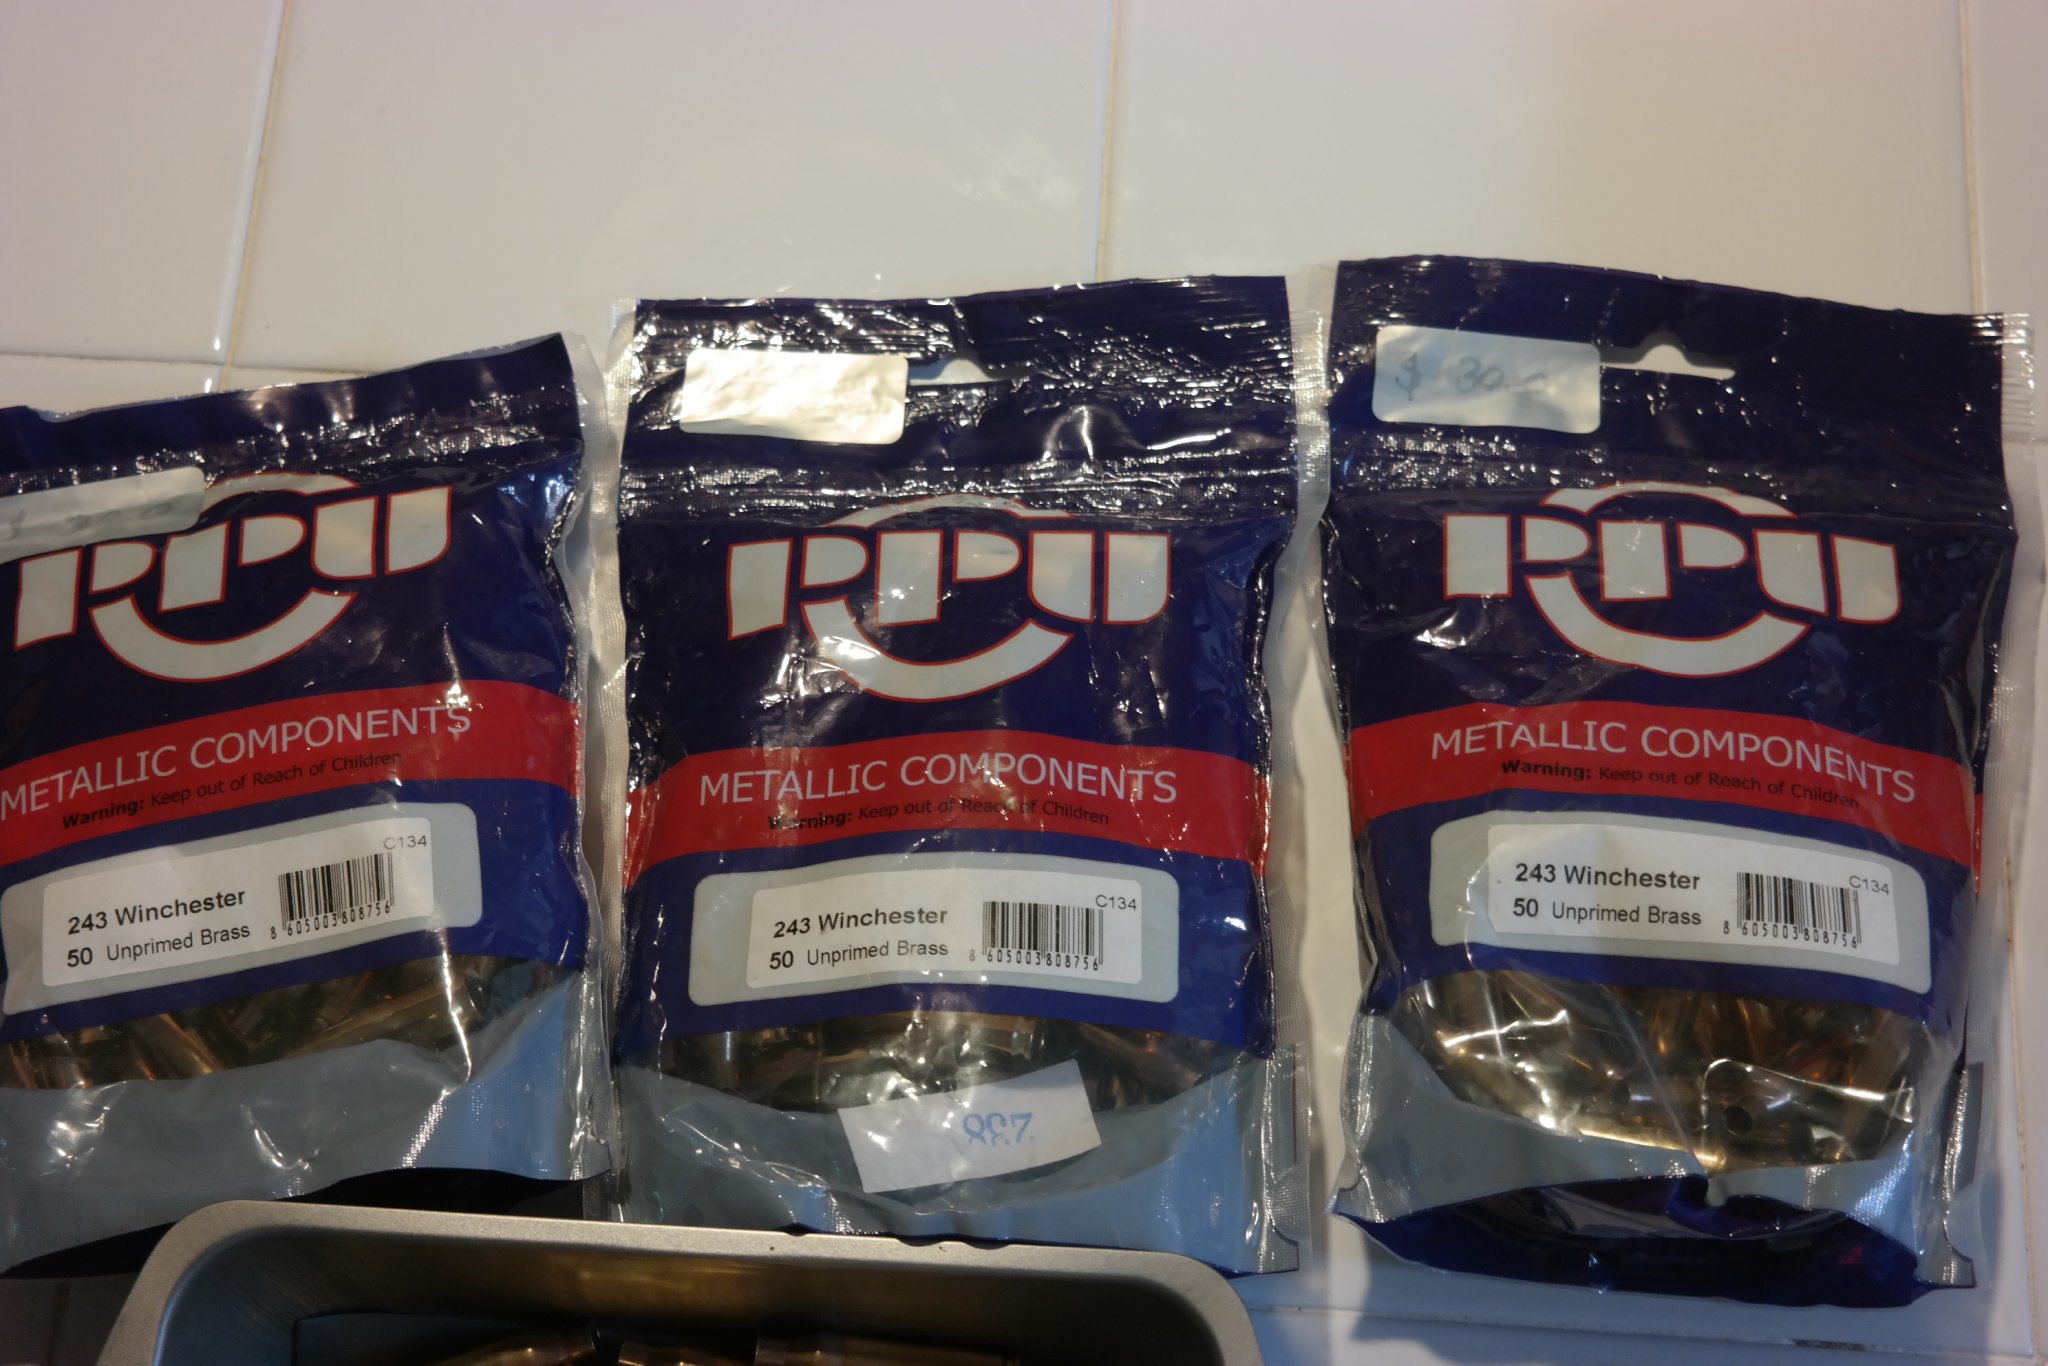 PPU
METALLIC COMPONENTS
Warning: Keep out of Reach of Children
C134
243 Winchester
50 Unprimed Brass
8 605003 808756
PPU
METALLIC COMPONENTS
Warning: Keep out of Reach of Children
C134
243 Winchester
50 Unprimed Brass
8 605003 808756
$ 30
PPU
METALLIC COMPONENTS
Warning: Keep out of Reach of Children
C134
243 Winchester
50 Unprimed Brass
8 605003 808756